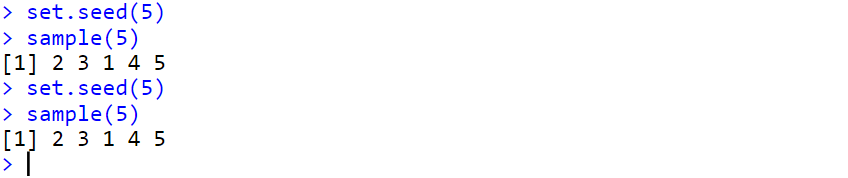 > set.seed(5)
> sample(5)
[1] 2 3 1 4 5
> set.seed(5)
> sample(5)
[1] 2 3 1 4 5
>